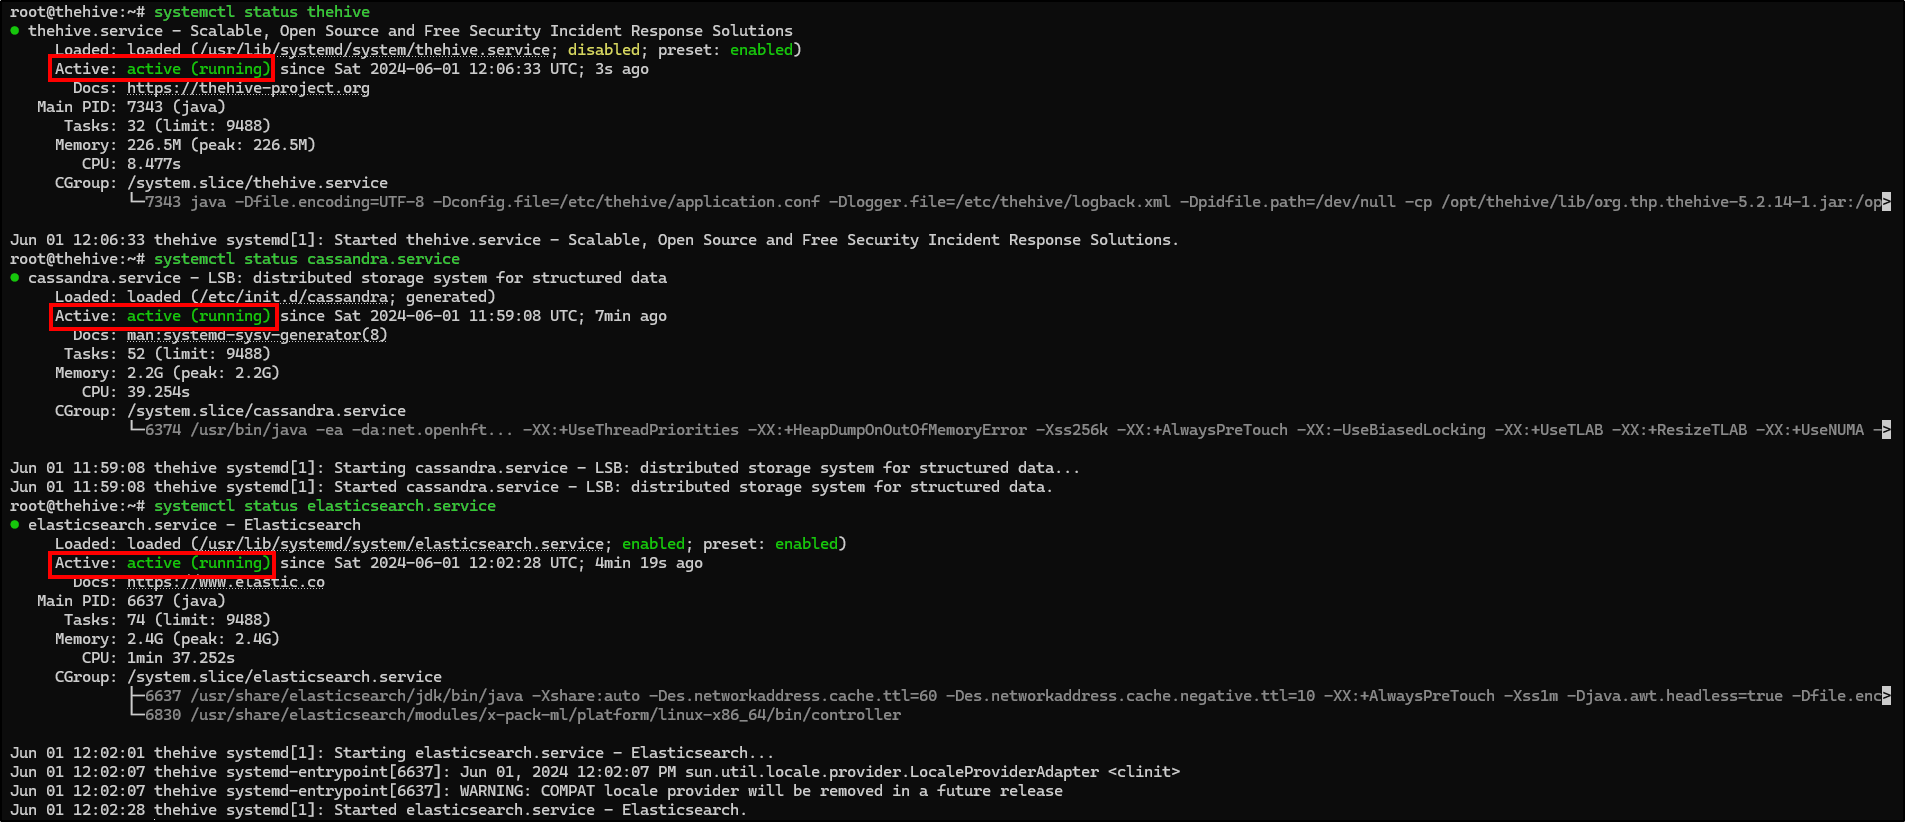 root@thehive:~# systemctl status thehive
● thehive.service - Scalable, Open Source and Free Security Incident Response Solutions
Loaded: loaded (/usr/lib/systemd/system/thehive.service; disabled; preset: enabled)
Active: active (running) since Sat 2024-06-01 12:06:33 UTC; 3s ago
Docs: https://thehive-project.org
Main PID: 7343 (java)
Tasks: 32 (limit: 9488)
Memory: 226.5M (peak: 226.5M)
CPU: 8.477s
CGroup: /system.slice/thehive.service
└─7343 java -Dfile.encoding=UTF-8 -Dconfig.file=/etc/thehive/application.conf -Dlogger.file=/etc/thehive/logback.xml -Dpidfile.path=/dev/null -cp /opt/thehive/lib/org.thp.thehive-5.2.14-1.jar:/op>
Jun 01 12:06:33 thehive systemd[1]: Started thehive.service - Scalable, Open Source and Free Security Incident Response Solutions.
root@thehive:~# systemctl status cassandra.service
● cassandra.service - LSB: distributed storage system for structured data
Loaded: loaded (/etc/init.d/cassandra; generated)
Active: active (running) since Sat 2024-06-01 11:59:08 UTC; 7min ago
Docs: man:systemd-sysv-generator(8)
Tasks: 52 (limit: 9488)
Memory: 2.2G (peak: 2.2G)
CPU: 39.254s
CGroup: /system.slice/cassandra.service
└─6374 /usr/bin/java -ea -da:net.openhft... -XX:+UseThreadPriorities -XX:+HeapDumpOnOutOfMemoryError -Xss256k -XX:+AlwaysPreTouch -XX:-UseBiasedLocking -XX:+UseTLAB -XX:+ResizeTLAB -XX:+UseNUMA ->
Jun 01 11:59:08 thehive systemd[1]: Starting cassandra.service - LSB: distributed storage system for structured data...
Jun 01 11:59:08 thehive systemd[1]: Started cassandra.service - LSB: distributed storage system for structured data.
root@thehive:~# systemctl status elasticsearch.service
● elasticsearch.service - Elasticsearch
Loaded: loaded (/usr/lib/systemd/system/elasticsearch.service; enabled; preset: enabled)
Active: active (running) since Sat 2024-06-01 12:02:28 UTC; 4min 19s ago
Docs: https://www.elastic.co
Main PID: 6637 (java)
Tasks: 74 (limit: 9488)
Memory: 2.4G (peak: 2.4G)
CPU: 1min 37.252s
CGroup: /system.slice/elasticsearch.service
├─6637 /usr/share/elasticsearch/jdk/bin/java -Xshare:auto -Des.networkaddress.cache.ttl=60 -Des.networkaddress.cache.negative.ttl=10 -XX:+AlwaysPreTouch -Xss1m -Djava.awt.headless=true -Dfile.enc>
└─6830 /usr/share/elasticsearch/modules/x-pack-ml/platform/linux-x86_64/bin/controller
Jun 01 12:02:01 thehive systemd[1]: Starting elasticsearch.service - Elasticsearch...
Jun 01 12:02:07 thehive systemd-entrypoint[6637]: Jun 01, 2024 12:02:07 PM sun.util.locale.provider.LocaleProviderAdapter <clinit>
Jun 01 12:02:07 thehive systemd-entrypoint[6637]: WARNING: COMPAT locale provider will be removed in a future release
Jun 01 12:02:28 thehive systemd[1]: Started elasticsearch.service - Elasticsearch.